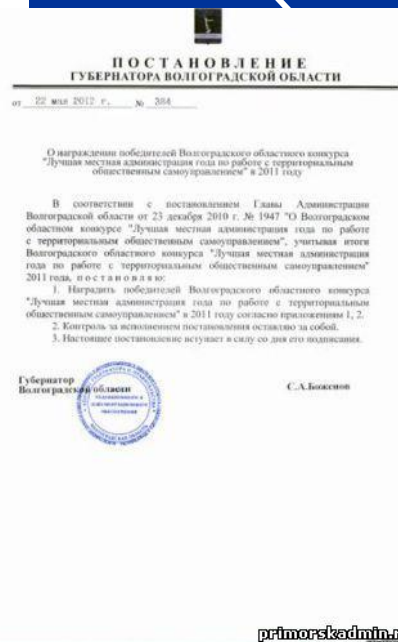 ПОСТАНОВЛЕНИЕ
ГУБЕРНАТОРА ВОЛГОГРАДСКОЙ ОБЛАСТИ
от 22 мая 2012 г. № 384
О награждении победителей Волгоградского областного конкурса
"Лучшая местная администрация года по работе с территориальным
общественным самоуправлением" в 2011 году
В соответствии с постановлением Главы Администрации
Волгоградской области от 23 декабря 2010 г. № 1947 "О Волгоградском
областном конкурсе "Лучшая местная администрация года по работе
с территориальным общественным самоуправлением", учитывая итоги
Волгоградского областного конкурса "Лучшая местная администрация
года по работе с территориальным общественным самоуправлением"
2011 года, постановляю:
1. Наградить победителей Волгоградского областного конкурса
"Лучшая местная администрация года по работе с территориальным
общественным самоуправлением" в 2011 году согласно приложениям 1, 2.
2. Контроль за исполнением постановления оставляю за собой.
3. Настоящее постановление вступает в силу со дня его подписания.
Губернатор
Волгоградской области
С.А.Боженов
primorskadmin.r